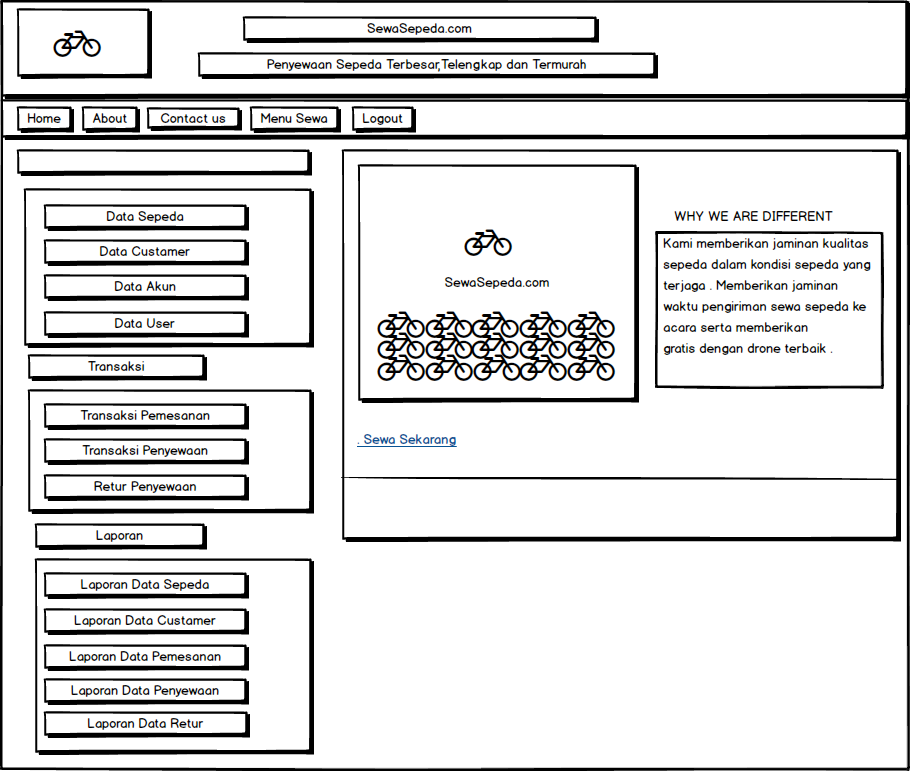 SewaSepeda.com
Penyewaan Sepeda Terbesar,Telengkap dan Termurah
Home
About
Contact us
Menu Sewa
Logout
Data Sepeda
Data Custamer
Data Akun
Data User
Transaksi
Transaksi Pemesanan
Transaksi Penyewaan
Retur Penyewaan
Laporan
Laporan Data Sepeda
Laporan Data Custamer
Laporan Data Pemesanan
Laporan Data Penyewaan
Laporan Data Retur
SewaSepeda.com
. Sewa Sekarang
WHY WE ARE DIFFERENT
Kami memberikan jaminan kualitas
sepeda dalam kondisi sepeda yang
terjaga . Memberikan jaminan
waktu pengiriman sewa sepeda ke
acara serta memberikan
gratis dengan drone terbaik .